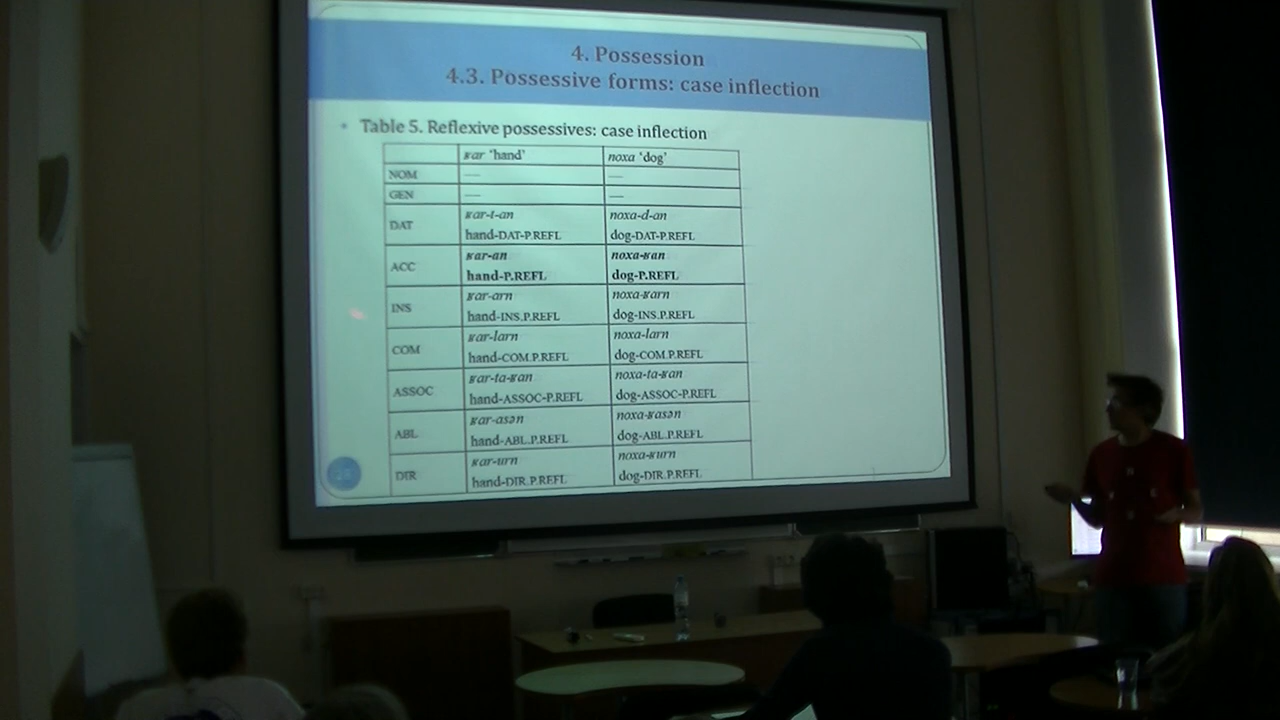 4. Possession
4.3. Possessive forms: case inflection
• Table 5. Reflexive possessives: case inflection
ʁar ‘hand’ noxa ‘dog’
NOM — —
GEN — —
DAT ʁar-t-an noxa-d-an
hand-DAT-P.REFL dog-DAT-P.REFL
ACC ʁar-an noxa-ʁan
hand-P.REFL dog-P.REFL
INS ʁar-arn noxa-ʁarn
hand-INS.P.REFL dog-INS.P.REFL
COM ʁar-larn noxa-larn
hand-COM.P.REFL dog-COM.P.REFL
ASSOC ʁar-ta-ʁan noxa-ta-ʁan
hand-ASSOC-P.REFL dog-ASSOC-P.REFL
ABL ʁar-asən noxa-ʁasən
hand-ABL.P.REFL dog-ABL.P.REFL
DIR ʁar-urn noxa-ʁurn
hand-DIR.P.REFL dog-DIR.P.REFL